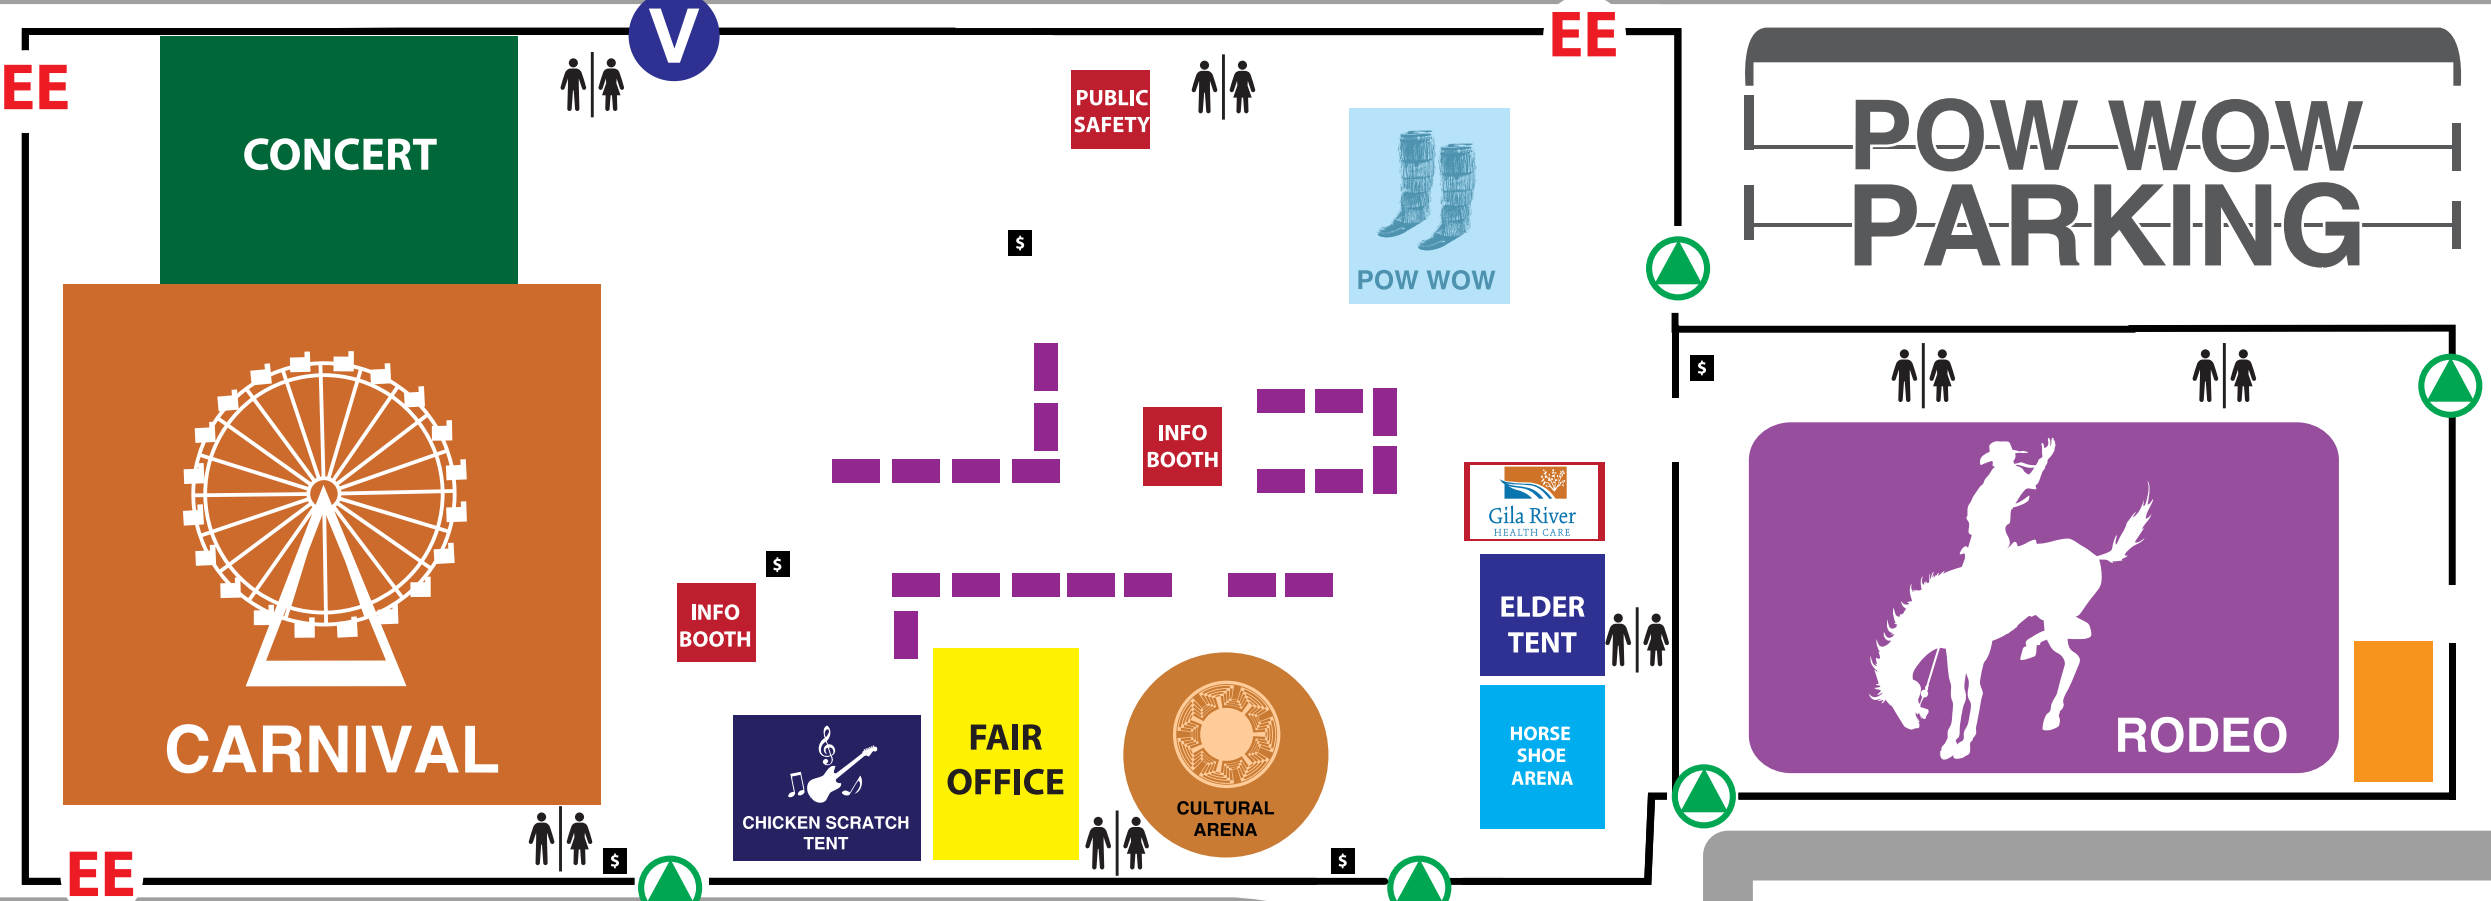 V
EE
EE
CONCERT
PUBLIC
SAFETY
POW WOW
PARKING
$
POW WOW
$
INFO
BOOTH
Gila River
HEALTH CARE
$
INFO
BOOTH
ELDER
TENT
CARNIVAL
FAIR
OFFICE
HORSE
SHOE
ARENA
RODEO
CHICKEN SCRATCH
TENT
CULTURAL
ARENA
$
$
EE